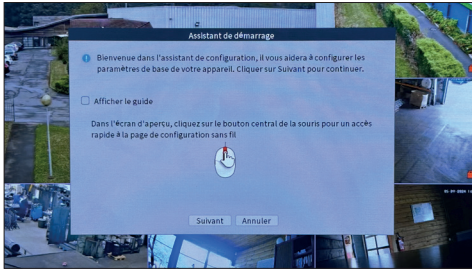 Assistant de démarrage
Bienvenue dans l'assistant de configuration, il vous aidera à configurer les
paramètres de base de votre appareil. Cliquer sur Suivant pour continuer.
Afficher le guide
Dans l'écran d'aperçu, cliquez sur le bouton central de la souris pour un accès
rapide à la page de configuration sans fil
Suivant Annuler